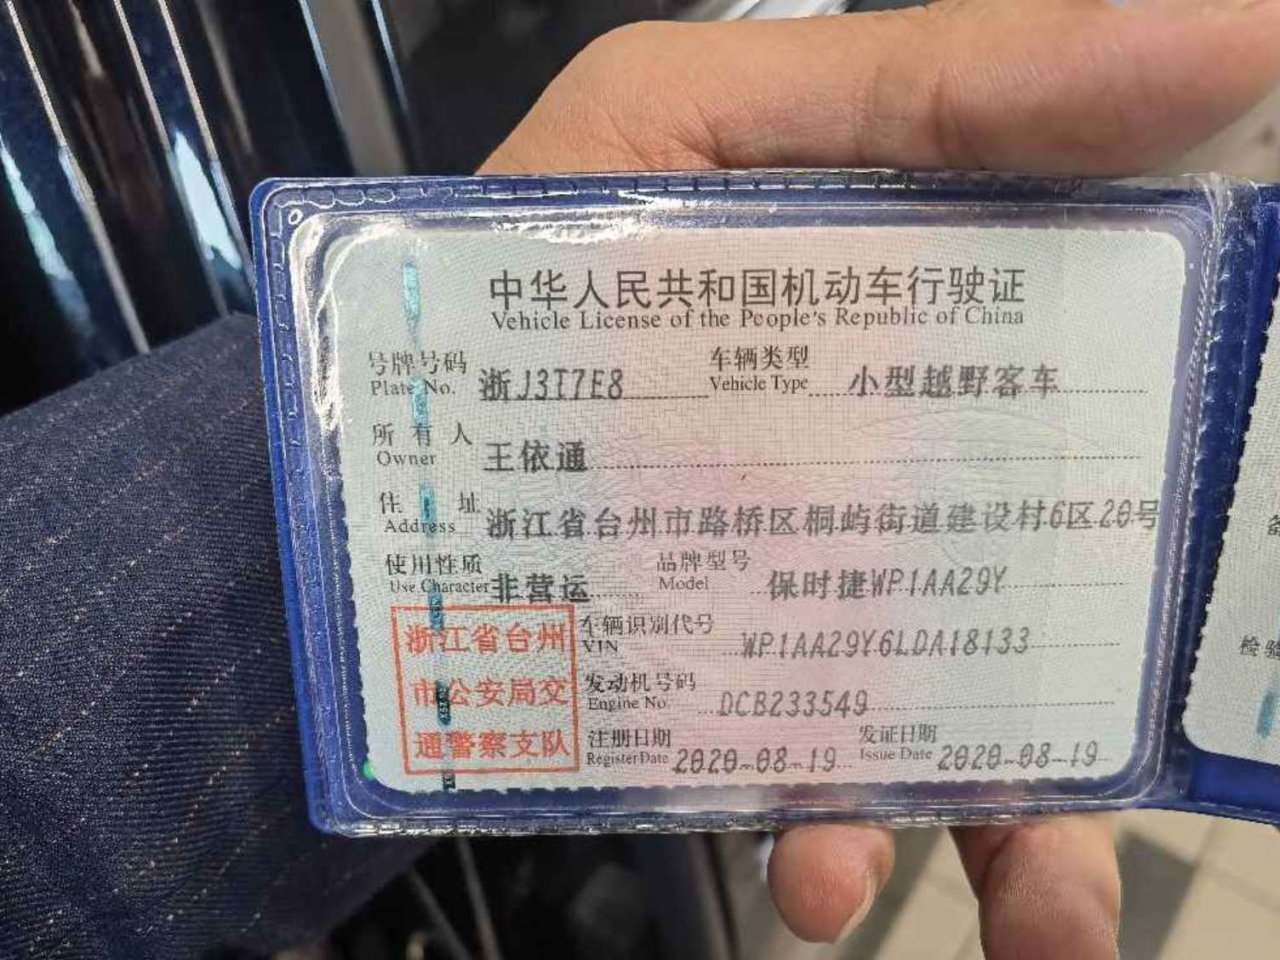 中华人民共和国机动车行驶证
Vehicle License of the People's Republic of China
号牌号码 浙J3T7E8 车辆类型 小型越野客车
Plate No. Vehicle Type
所有人 王依通
Owner
住址 浙江省台州市路桥区桐屿街道建设村6区20号
Address
使用性质 非营运 品牌型号 保时捷WP1AA29Y
Use Character Model
浙江省台州
市公安局交
通警察支队
车辆识别代号 WP1AA29Y6LDA18133
VIN
发动机号码 DCB233549
Engine No.
注册日期 2020-08-19 发证日期 2020-08-19
Register Date Issue Date
检验